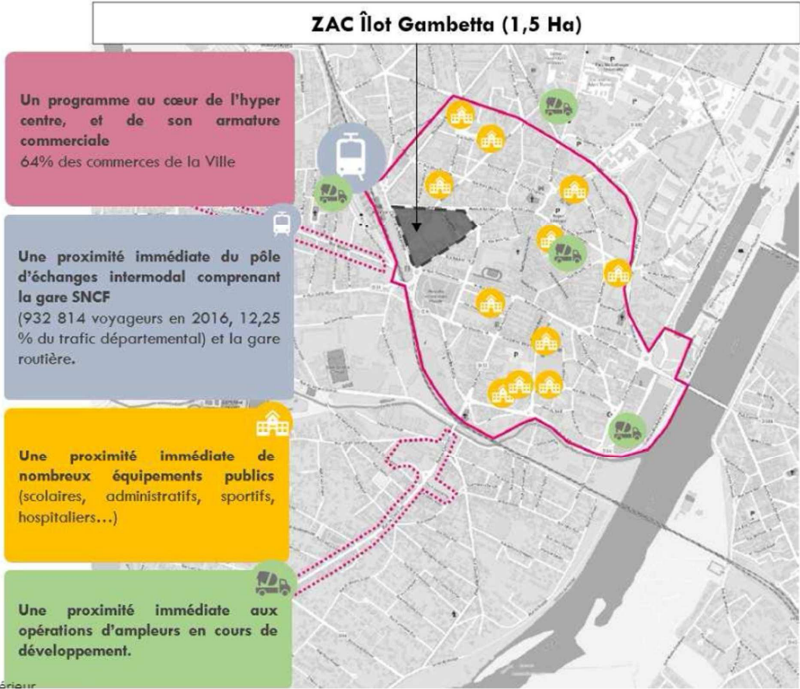 ZAC Îlot Gambetta (1,5 Ha)
Un programme au cœur de l'hyper
centre, et de son armature
commerciale
64% des commerces de la Ville
Une proximité immédiate du pôle
d'échanges intermodal comprenant
la gare SNCF
(932 814 voyageurs en 2016, 12,25
% du trafic départemental) et la gare
routière.
Une proximité immédiate de
nombreux équipements publics
(scolaires, administratifs, sportifs,
hospitaliers...)
Une proximité immédiate aux
opérations d'ampleurs en cours de
développement.